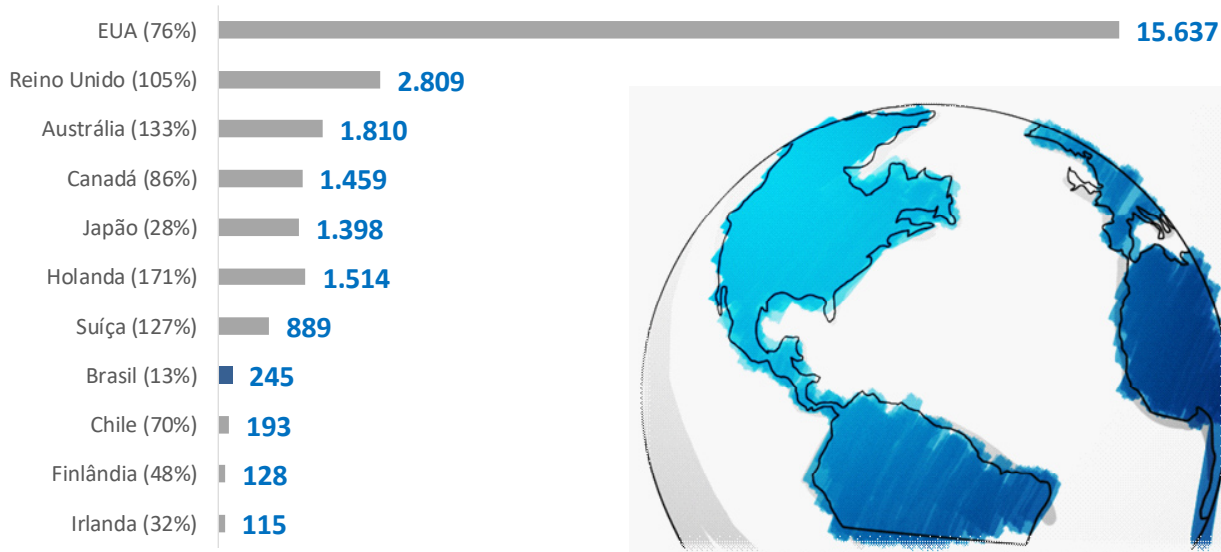 EUA (76%) 15.637
Reino Unido (105%) 2.809
Austrália (133%) 1.810
Canadá (86%) 1.459
Japão (28%) 1.398
Holanda (171%) 1.514
Suíça (127%) 889
Brasil (13%) 245
Chile (70%) 193
Finlândia (48%) 128
Irlanda (32%) 115